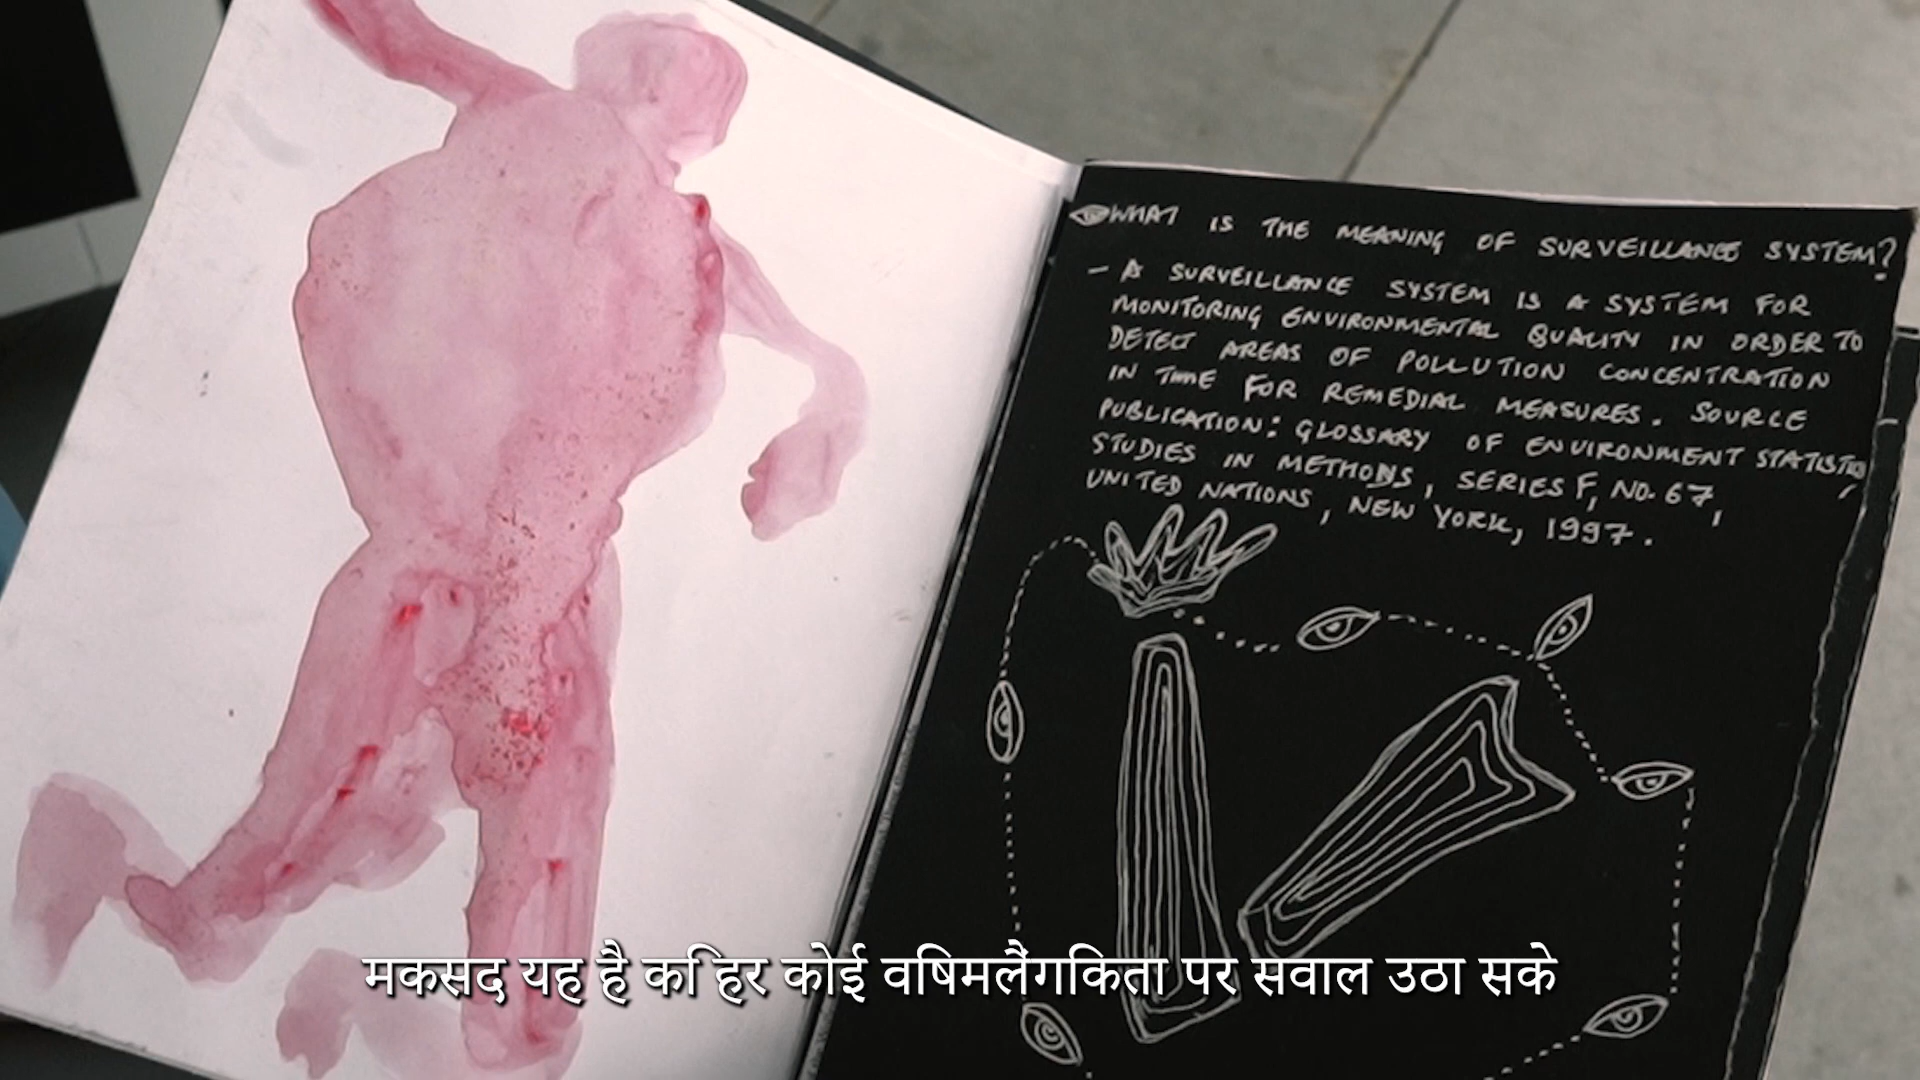 WHAT IS THE MEANING OF SURVEILLANCE SYSTEM?
- A SURVEILLANCE SYSTEM IS A SYSTEM FOR
MONITORING ENVIRONMENTAL QUALITY IN ORDER TO
DETECT AREAS OF POLLUTION CONCENTRATION
IN TIME FOR REMEDIAL MEASURES. SOURCE
PUBLICATION: GLOSSARY OF ENVIRONMENT STATISTICS,
STUDIES IN METHODS, SERIES F, NO. 67,
UNITED NATIONS, NEW YORK, 1997.
मकसद यह है कि हर कोई विषमलैंगिकता पर सवाल उठा सके